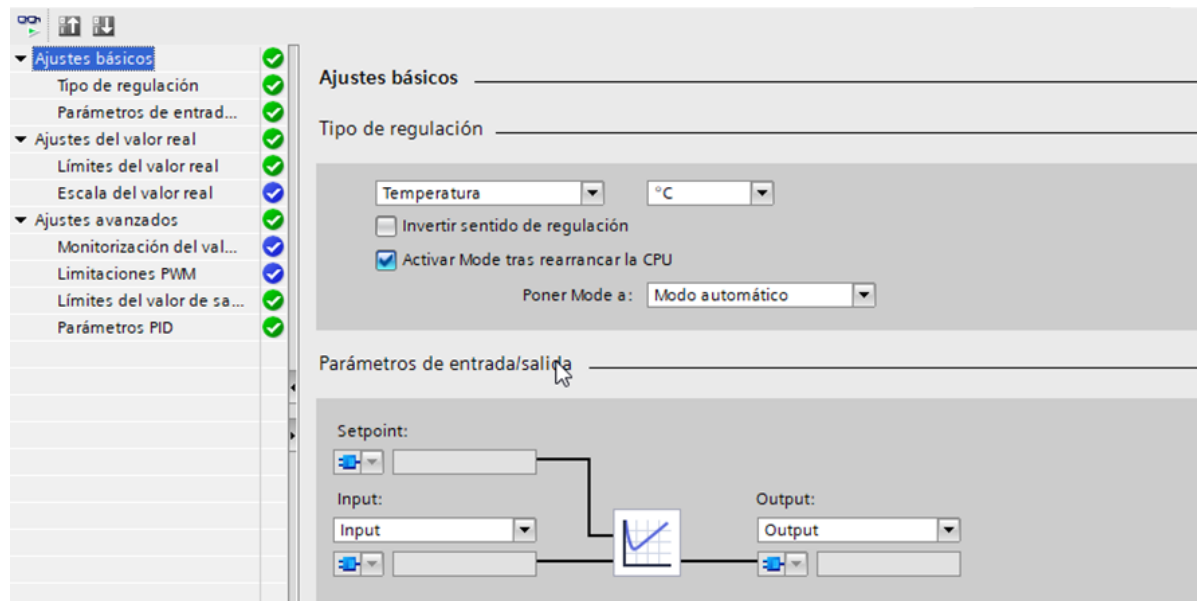 Ajustes básicos
Tipo de regulación
Parámetros de entrad...
Ajustes del valor real
Límites del valor real
Escala del valor real
Ajustes avanzados
Monitorización del val...
Limitaciones PWM
Límites del valor de sa...
Parámetros PID
Ajustes básicos
Tipo de regulación
Temperatura
°C
Invertir sentido de regulación
Activar Mode tras rearrancar la CPU
Poner Mode a: Modo automático
Parámetros de entrada/salida
Setpoint:
Input:
Output:
Input
Output